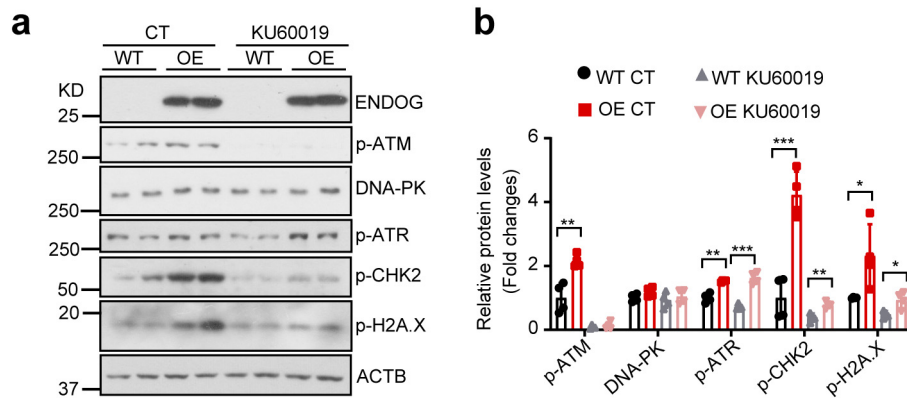 a
CT KU60019
WT OE WT OE
KD
25 ENDOG
250 p-ATM
250 DNA-PK
250 p-ATR
50 p-CHK2
20 p-H2A.X
37 ACTB
b
WT CT WT KU60019
OE CT OE KU60019
Relative protein levels
(Fold changes)
6
4
2
0
** ** *** *** ** * *
p-ATM DNA-PK p-ATR p-CHK2 p-H2A.X